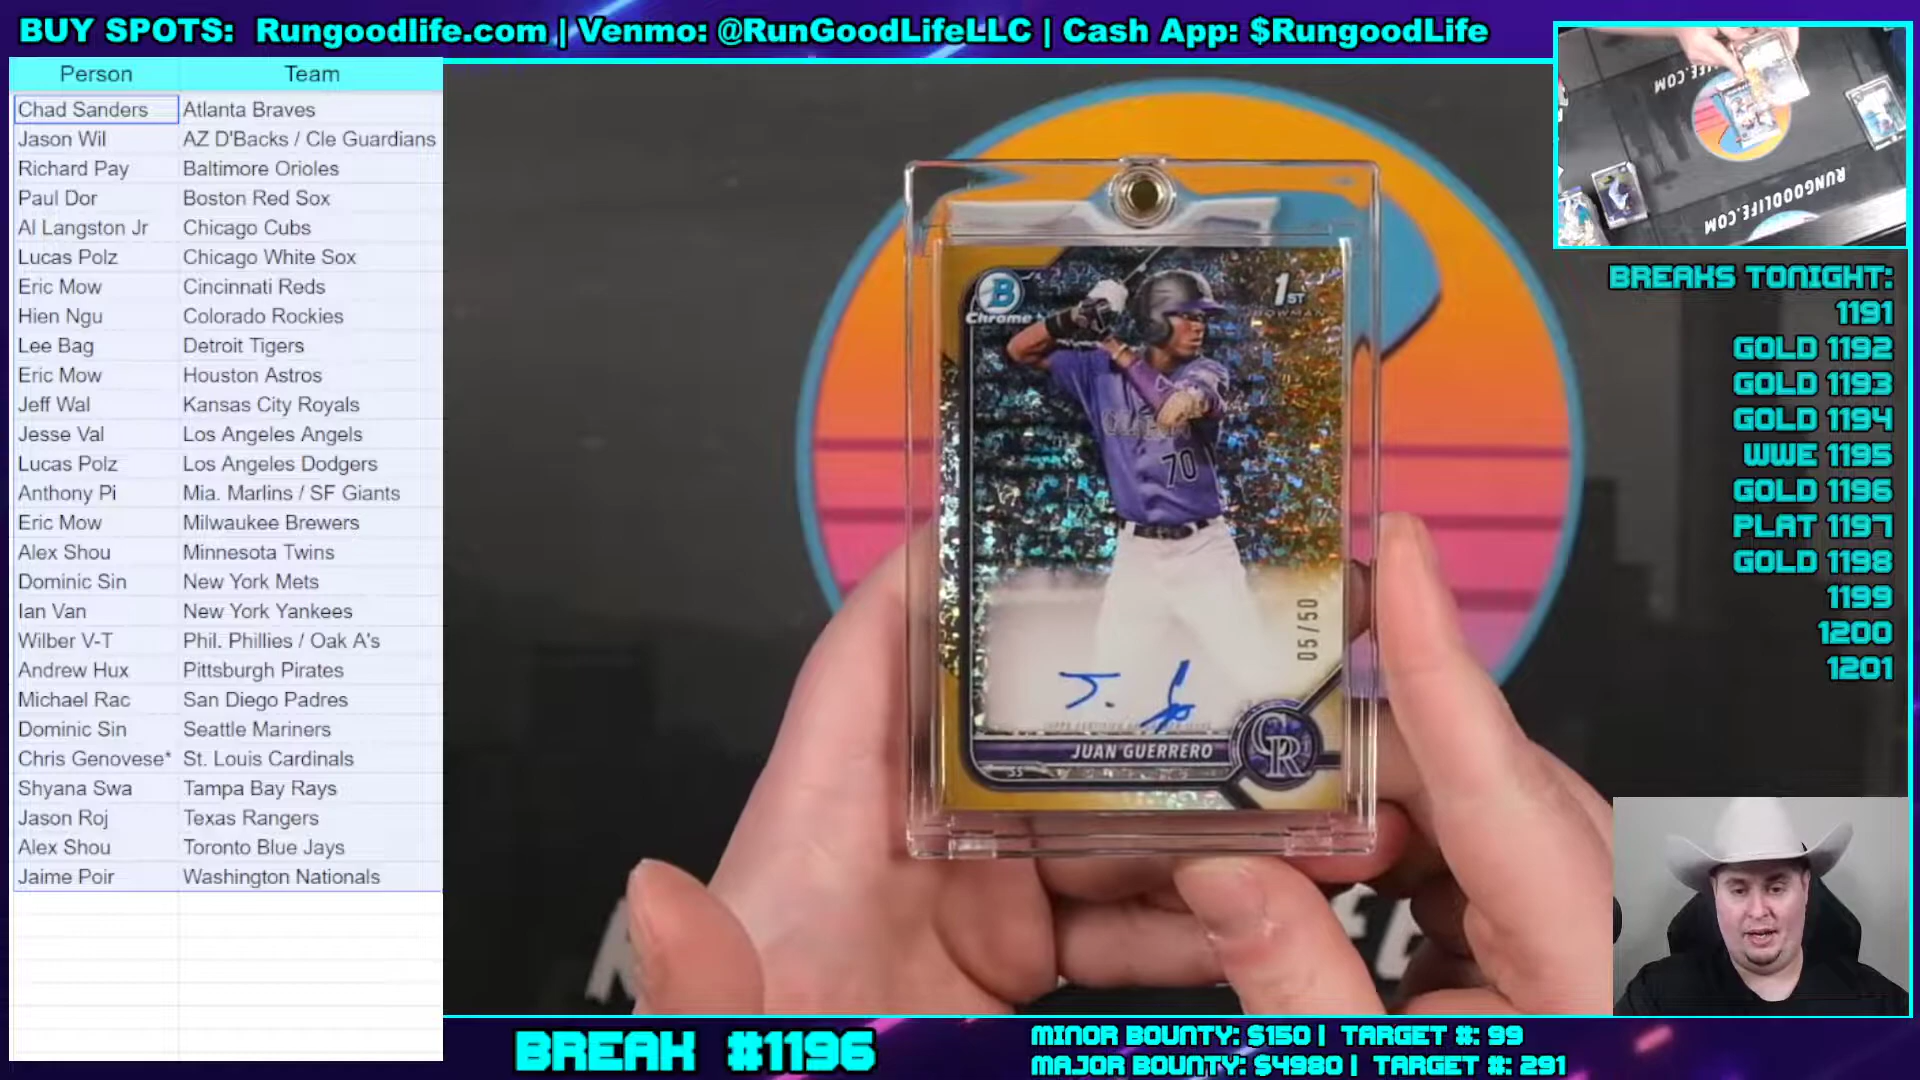 BUY SPOTS: Rungoodlife.com | Venmo: @RunGoodLifeLLC | Cash App: $RungoodLife
Person Team
Chad Sanders Atlanta Braves
Jason Wil AZ D'Backs / Cle Guardians
Richard Pay Baltimore Orioles
Paul Dor Boston Red Sox
Al Langston Jr Chicago Cubs
Lucas Polz Chicago White Sox
Eric Mow Cincinnati Reds
Hien Ngu Colorado Rockies
Lee Bag Detroit Tigers
Eric Mow Houston Astros
Jeff Wal Kansas City Royals
Jesse Val Los Angeles Angels
Lucas Polz Los Angeles Dodgers
Anthony Pi Mia. Marlins / SF Giants
Eric Mow Milwaukee Brewers
Alex Shou Minnesota Twins
Dominic Sin New York Mets
Ian Van New York Yankees
Wilber V-T Phil. Phillies / Oak A's
Andrew Hux Pittsburgh Pirates
Michael Rac San Diego Padres
Dominic Sin Seattle Mariners
Chris Genovese* St. Louis Cardinals
Shyana Swa Tampa Bay Rays
Jason Roj Texas Rangers
Alex Shou Toronto Blue Jays
Jaime Poir Washington Nationals
B
Chrome
1ST
BOWMAN
70
05/50
JUAN GUERRERO
SS
CR
RUNGOODLIFE.COM
BREAKS TONIGHT:
1191
GOLD 1192
GOLD 1193
GOLD 1194
WWE 1195
GOLD 1196
PLAT 1197
GOLD 1198
1199
1200
1201
BREAK #1196
MINOR BOUNTY: $150 | TARGET #: 99
MAJOR BOUNTY: $4980 | TARGET #: 291